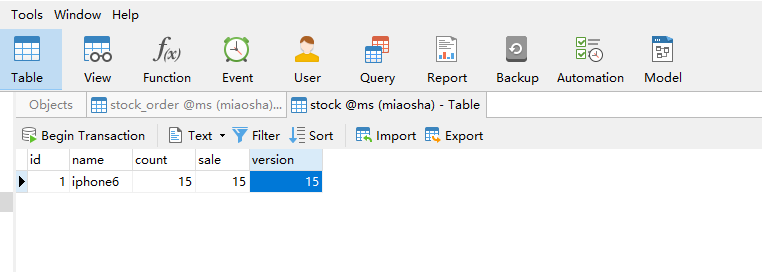 Tools Window Help
Table View Function Event User Query Report Backup Automation Model
f(x)
Objects stock_order @ms (miaosha)... stock @ms (miaosha) - Table
Begin Transaction Text Filter Sort Import Export
id name count sale version
1 iphone6 15 15 15